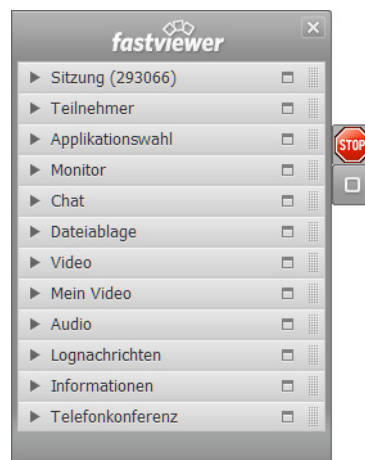 fastviewer
Sitzung (293066)
Teilnehmer
Applikationswahl
STOP
Monitor
Chat
Dateiablage
Video
Mein Video
Audio
Lognachrichten
Informationen
Telefonkonferenz